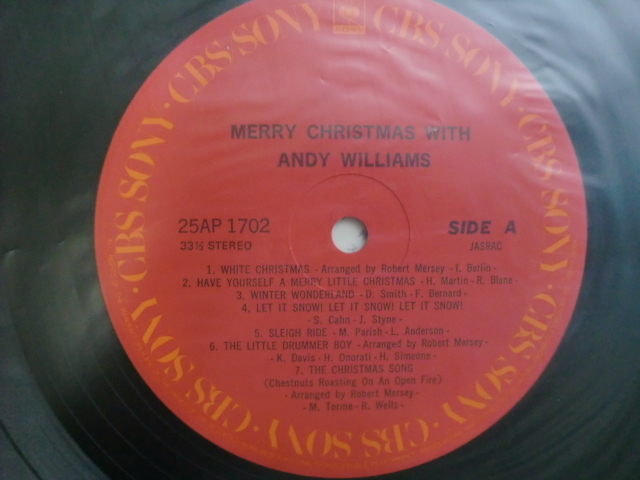 CBS SONY · CBS SONY · CBS SONY · CBS SONY · CBS SONY · CBS SONY
MERRY CHRISTMAS WITH
ANDY WILLIAMS
25AP 1702
SIDE A
33⅓ STEREO
JASRAC
1. WHITE CHRISTMAS - Arranged by Robert Mersey - I. Berlin -
2. HAVE YOURSELF A MERRY LITTLE CHRISTMAS - H. Martin - R. Blane -
3. WINTER WONDERLAND - D. Smith - F. Bernard -
4. LET IT SNOW! LET IT SNOW! LET IT SNOW!
- S. Cahn - J. Styne -
5. SLEIGH RIDE - M. Parish - L. Anderson -
6. THE LITTLE DRUMMER BOY - Arranged by Robert Mersey -
- K. Davis - H. Onorati - H. Simeone -
7. THE CHRISTMAS SONG
(Chestnuts Roasting On An Open Fire)
- Arranged by Robert Mersey -
- M. Torme - R. Wells -